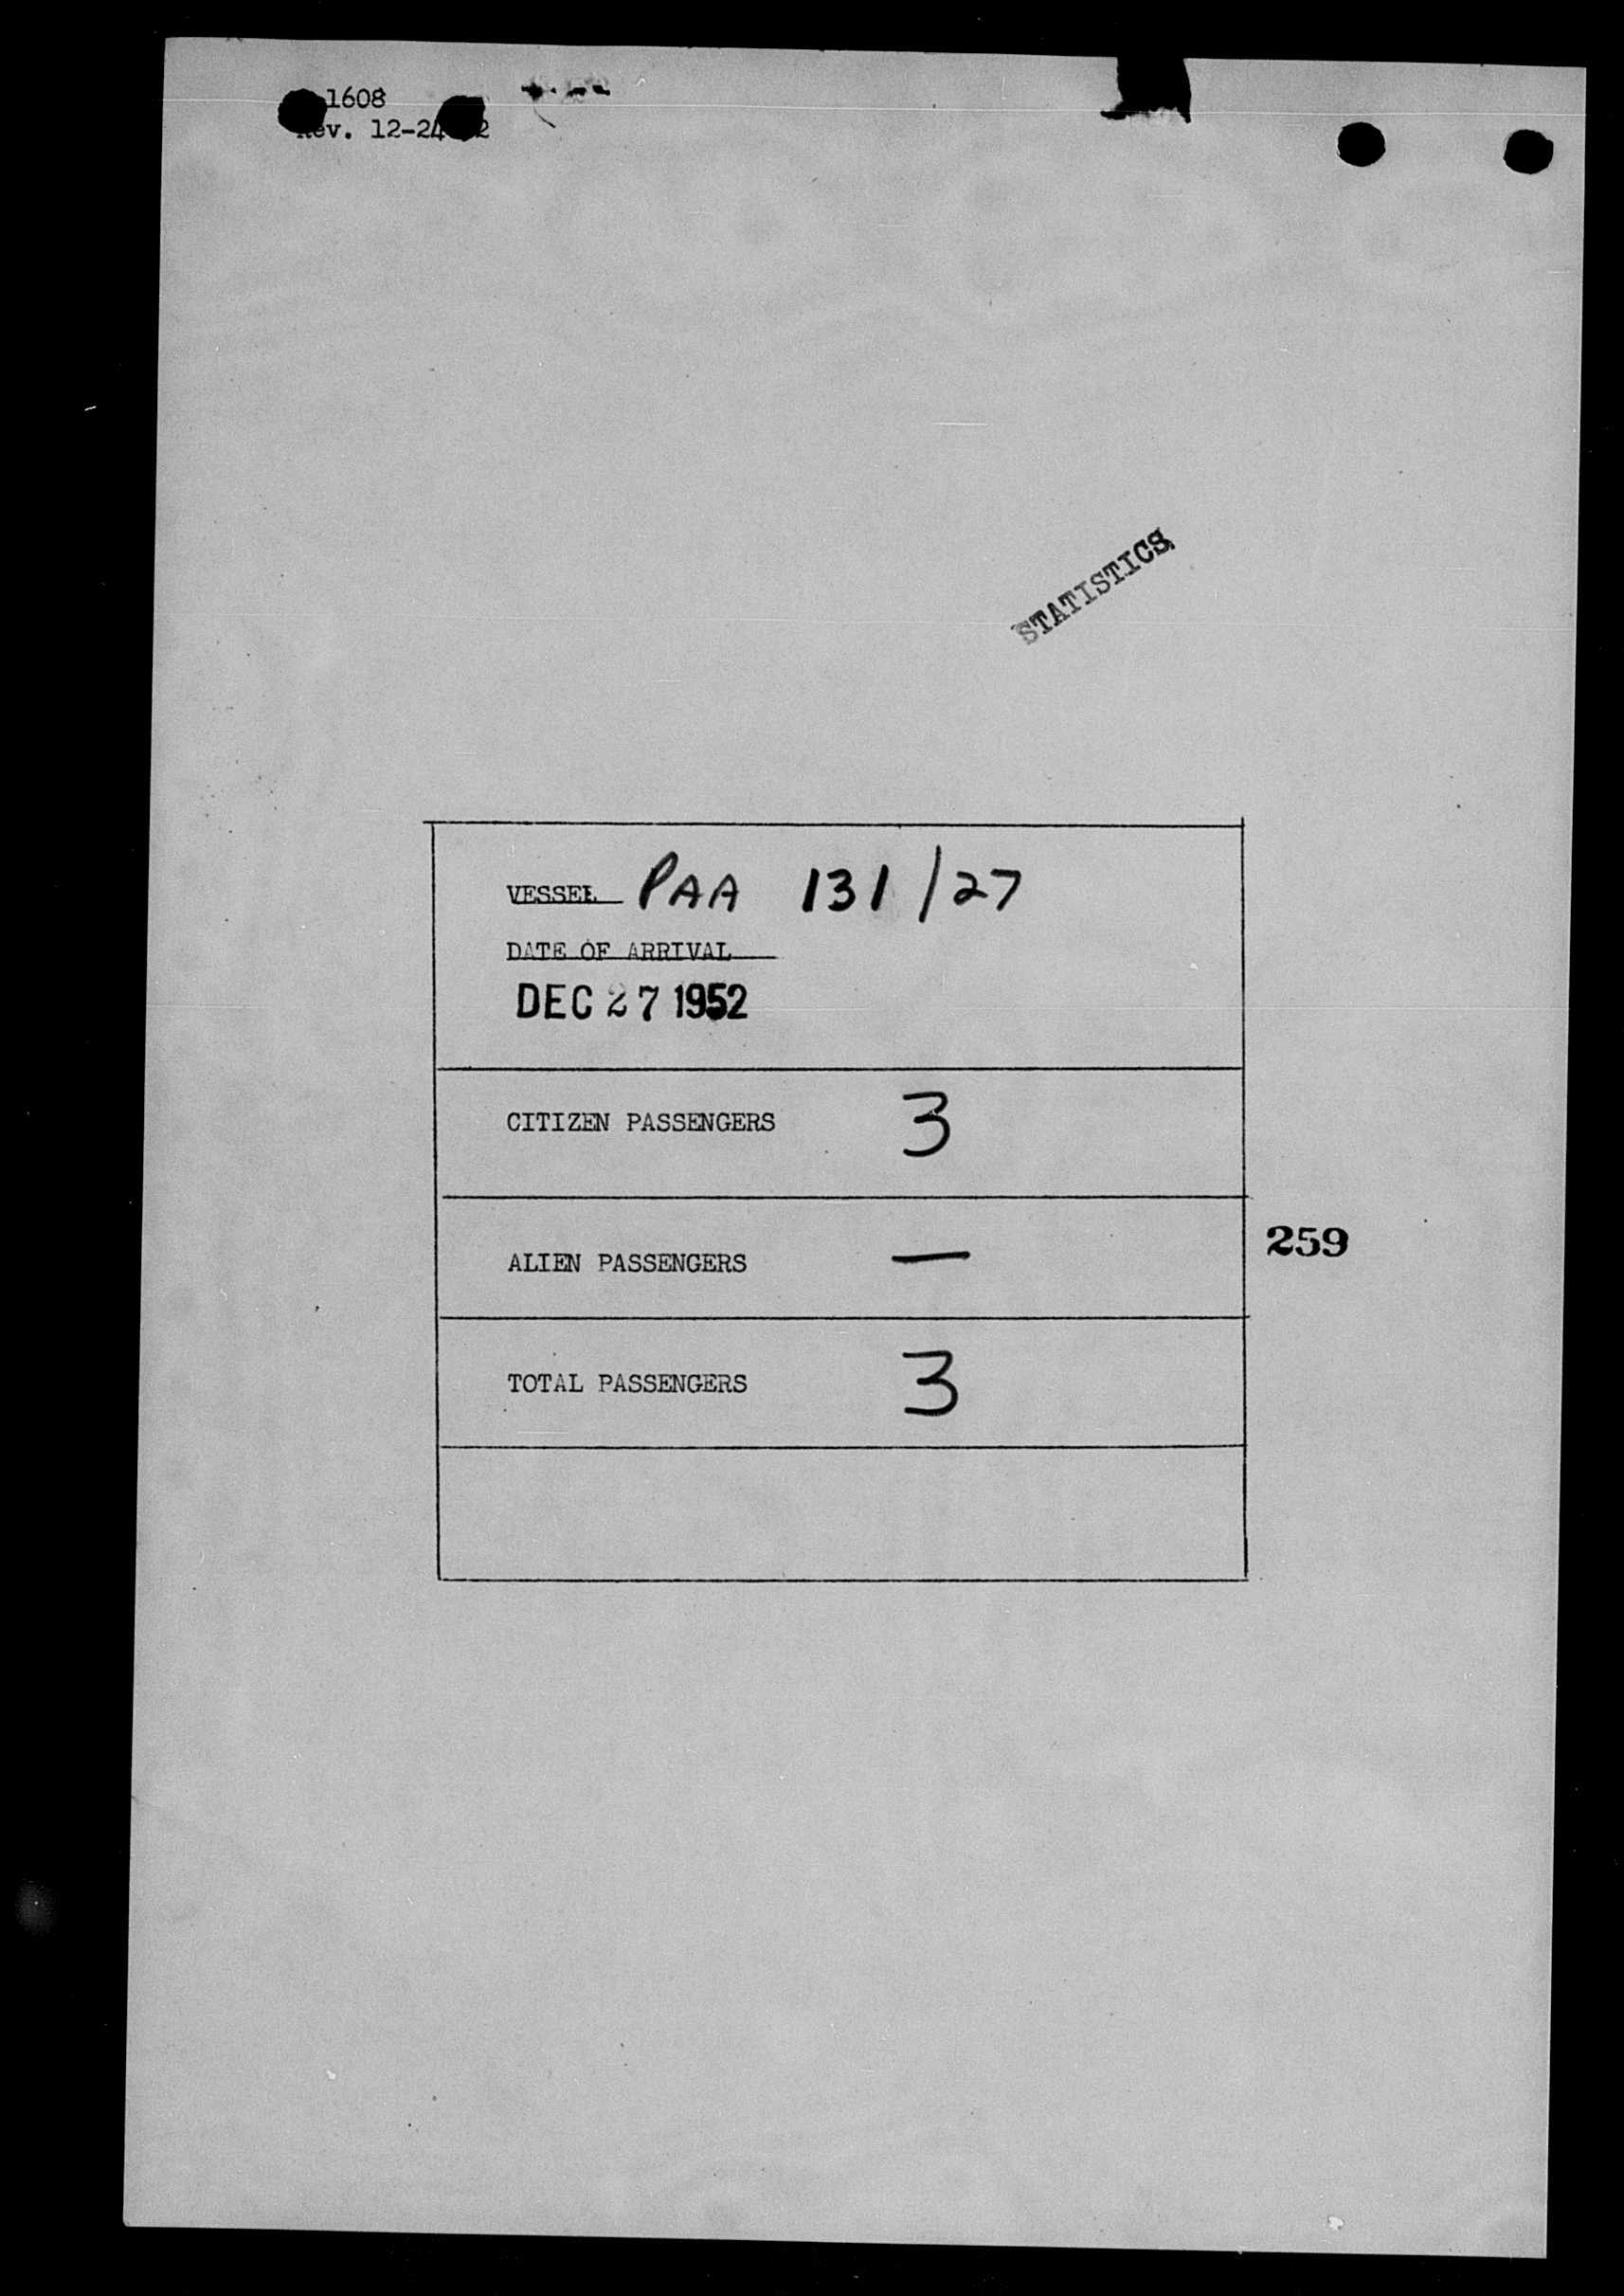 1608
Rev. 12-24
STATISTICS
VESSEL PAA 131/27
DATE OF ARRIVAL
DEC 27 1952
CITIZEN PASSENGERS 3
ALIEN PASSENGERS —
259
TOTAL PASSENGERS 3